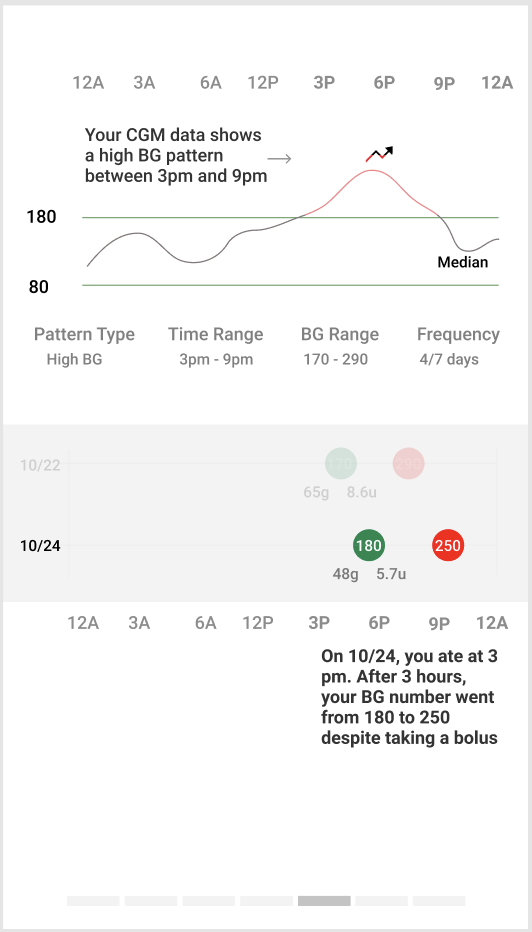 12A 3A 6A 12P 3P 6P 9P 12A
Your CGM data shows
a high BG pattern
between 3pm and 9pm
180
Median
80
Pattern Type Time Range BG Range Frequency
High BG 3pm - 9pm 170 - 290 4/7 days
10/22 170 290
65g 8.6u
10/24 180 250
48g 5.7u
12A 3A 6A 12P 3P 6P 9P 12A
On 10/24, you ate at 3
pm. After 3 hours,
your BG number went
from 180 to 250
despite taking a bolus